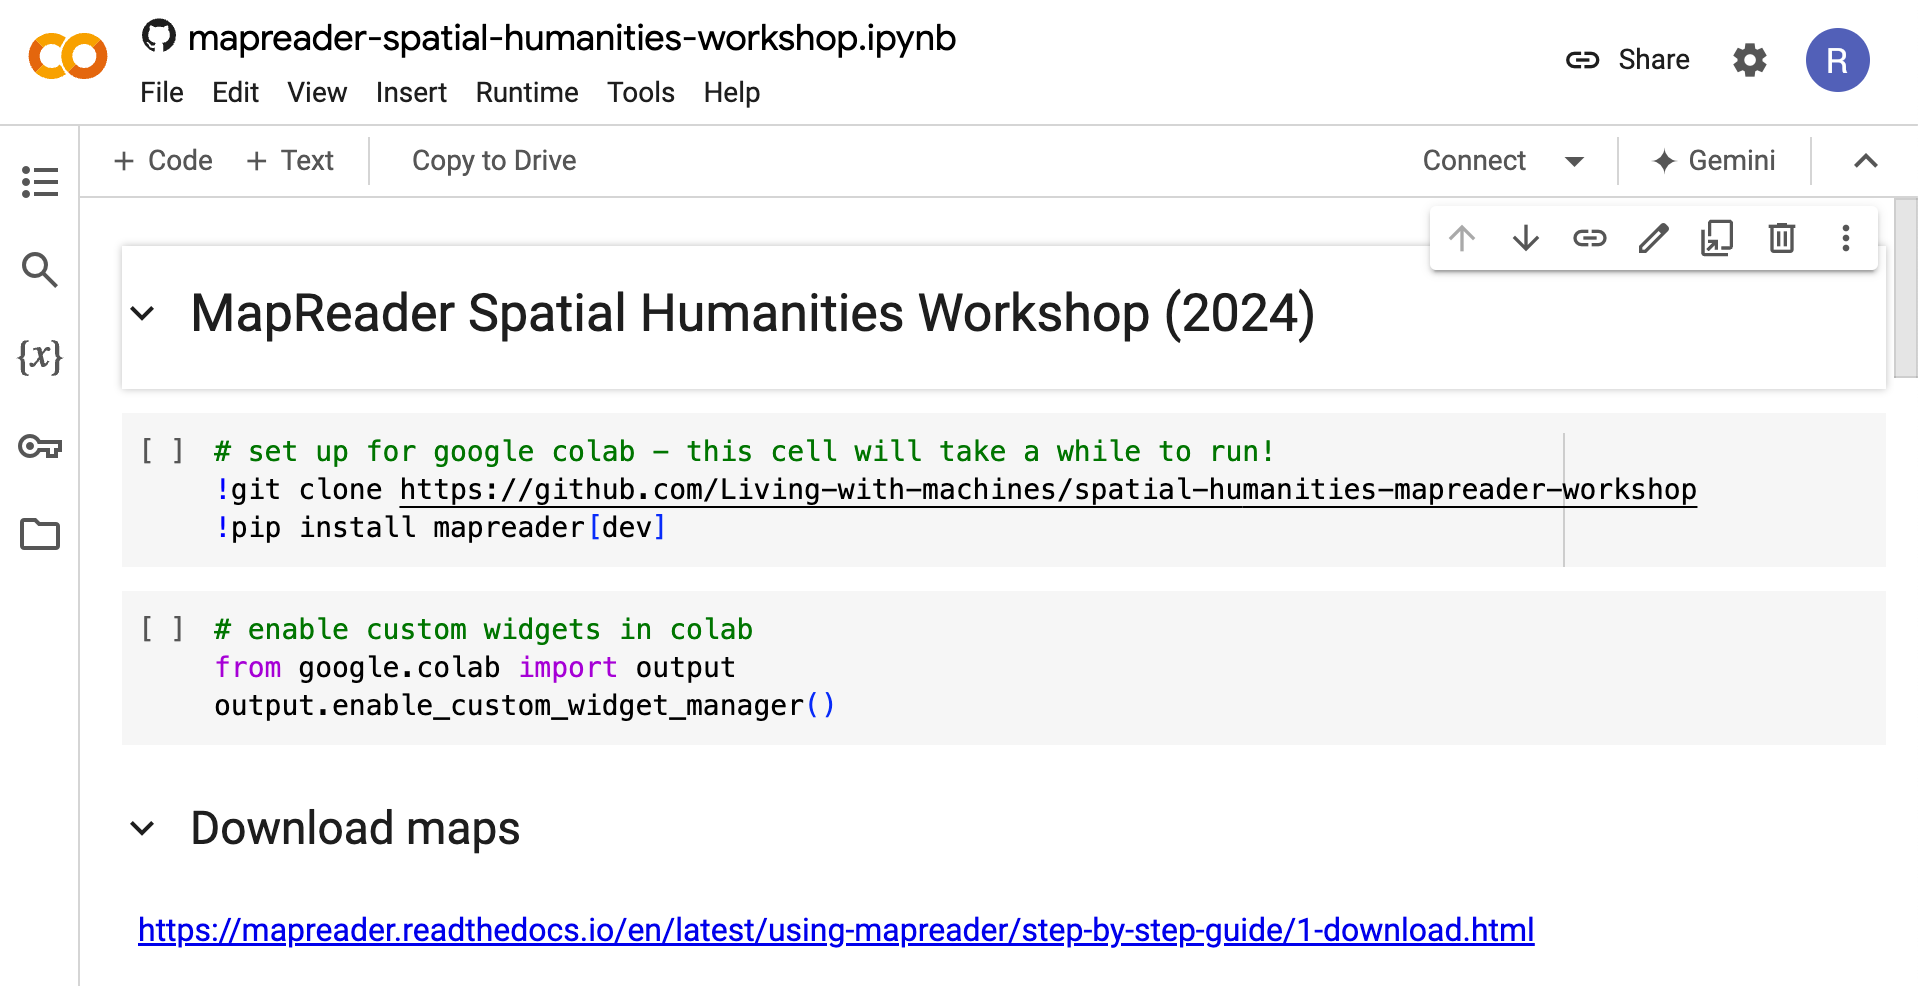 mapreader-spatial-humanities-workshop.ipynb
Share
R
File Edit View Insert Runtime Tools Help
+ Code + Text Copy to Drive Connect Gemini
{x}
MapReader Spatial Humanities Workshop (2024)
[ ] # set up for google colab - this cell will take a while to run!
!git clone https://github.com/Living-with-machines/spatial-humanities-mapreader-workshop
!pip install mapreader[dev]
[ ] # enable custom widgets in colab
from google.colab import output
output.enable_custom_widget_manager()
Download maps
https://mapreader.readthedocs.io/en/latest/using-mapreader/step-by-step-guide/1-download.html